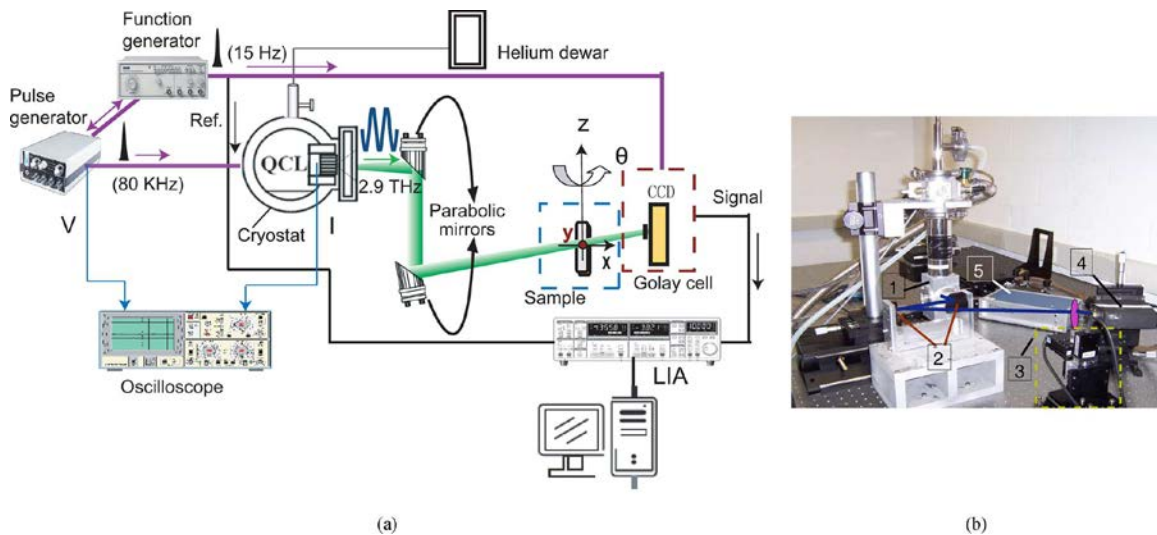 Function
generator
(15 Hz)
Helium dewar
Pulse
generator
Ref.
(80 KHz)
QCL
2.9 THz
Cryostat
V
I
Parabolic
mirrors
z
θ
y
x
Sample
CCD
Golay cell
Signal
Oscilloscope
LIA
1
2
3
4
5
(a)
(b)